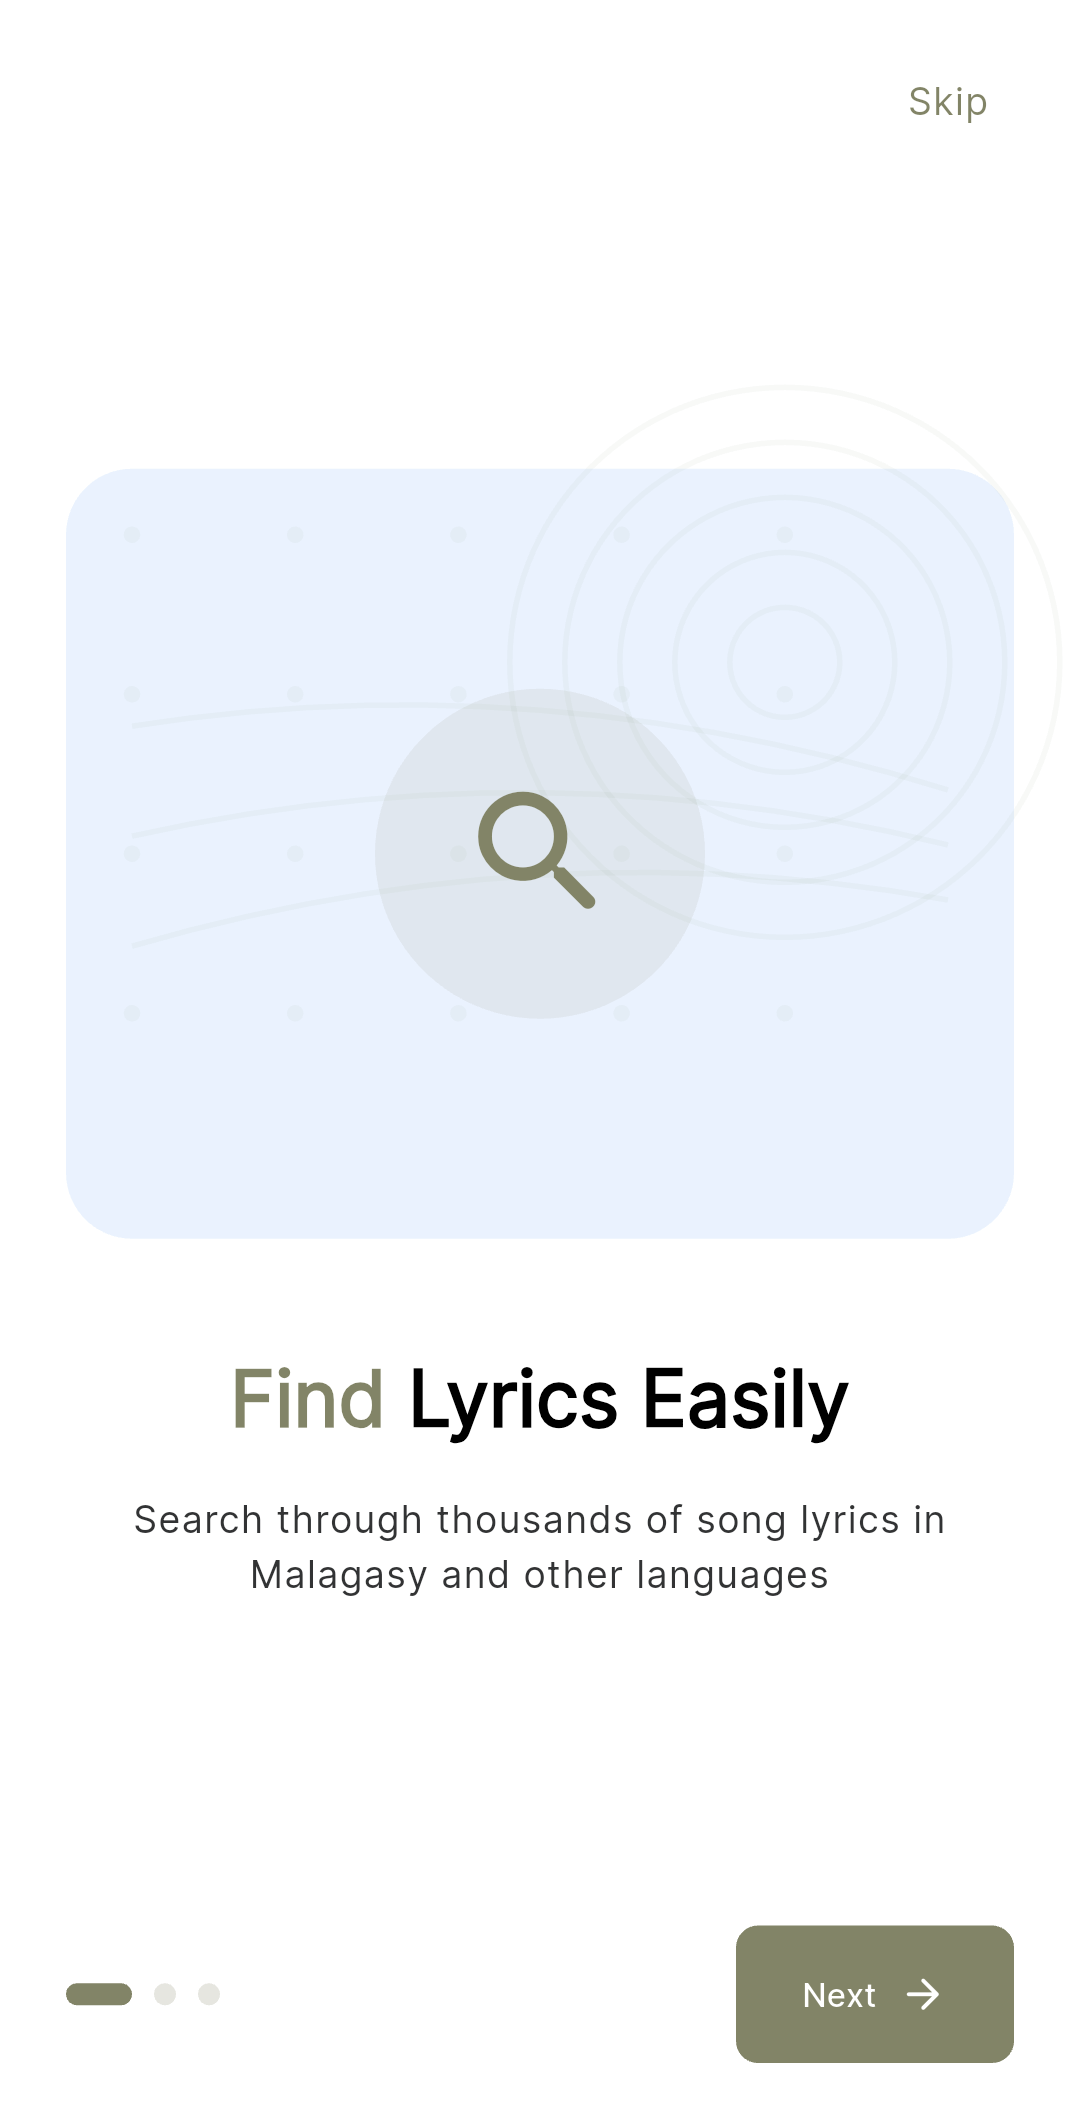 Skip
Find Lyrics Easily
Search through thousands of song lyrics in
Malagasy and other languages
Next